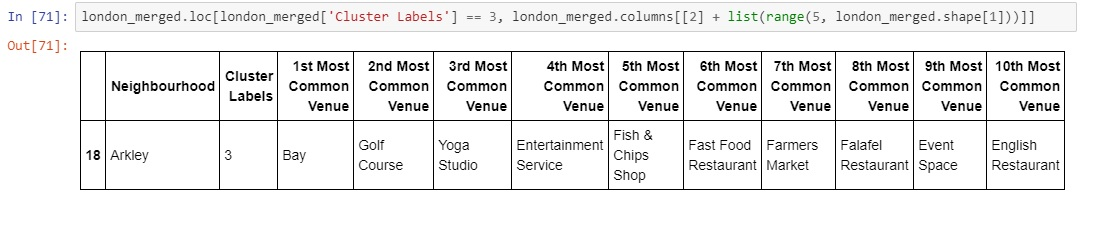 In [71]: london_merged.loc[london_merged['Cluster Labels'] == 3, london_merged.columns[[2] + list(range(5, london_merged.shape[1]))]]
Out[71]:
Neighbourhood Cluster Labels 1st Most Common Venue 2nd Most Common Venue 3rd Most Common Venue 4th Most Common Venue 5th Most Common Venue 6th Most Common Venue 7th Most Common Venue 8th Most Common Venue 9th Most Common Venue 10th Most Common Venue
18 Arkley 3 Bay Golf Course Yoga Studio Entertainment Service Fish & Chips Shop Fast Food Restaurant Farmers Market Falafel Restaurant Event Space English Restaurant